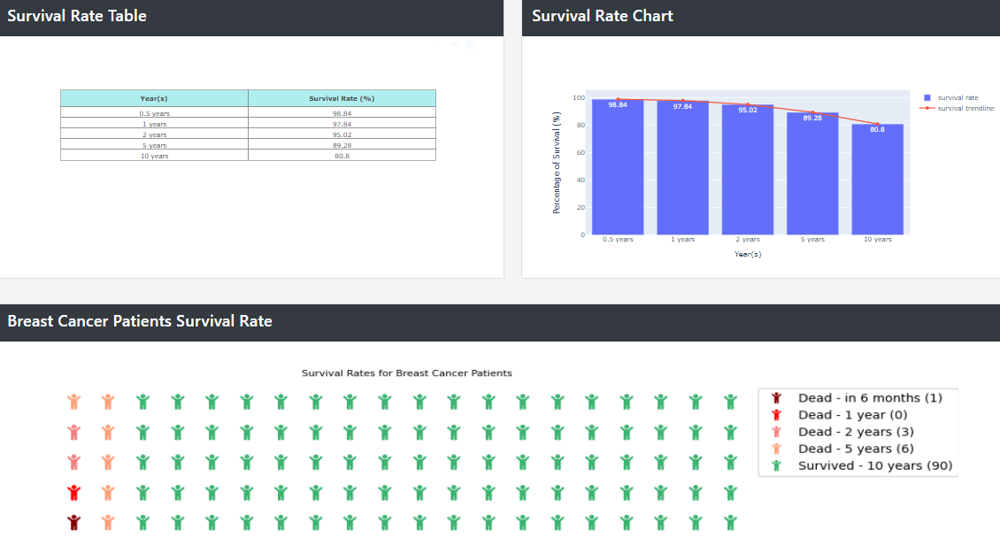 Survival Rate Table
Year(s) Survival Rate (%)
0.5 years 98.84
1 years 97.84
2 years 95.02
5 years 89.28
10 years 80.8
Survival Rate Chart
100
80
60
40
20
0
Percentage of Survival (%)
98.84 97.84 95.02 89.28 80.8
0.5 years 1 years 2 years 5 years 10 years
Year(s)
survival rate
survival trendline
Breast Cancer Patients Survival Rate
Survival Rates for Breast Cancer Patients
Dead - in 6 months (1)
Dead - 1 year (0)
Dead - 2 years (3)
Dead - 5 years (6)
Survived - 10 years (90)